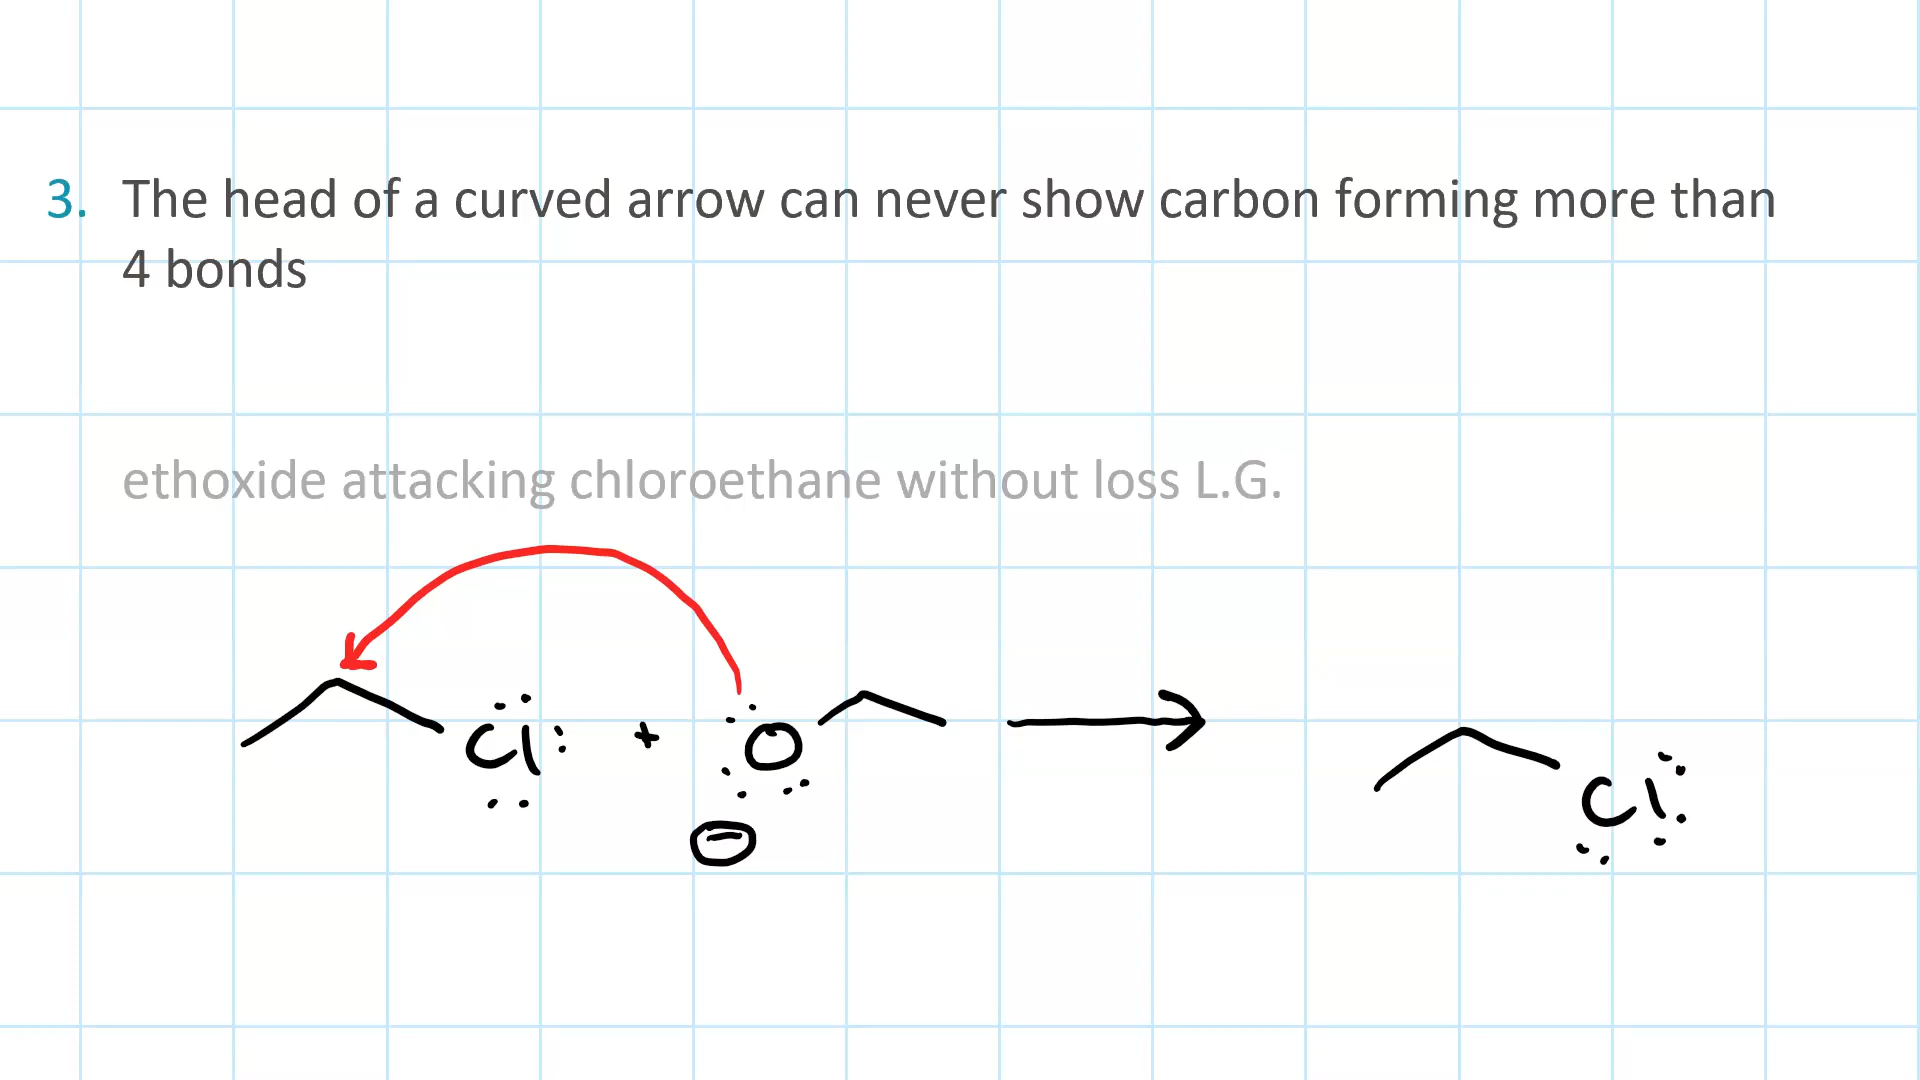 3. The head of a curved arrow can never show carbon forming more than
4 bonds
ethoxide attacking chloroethane without loss L.G.
Cl + O
Cl